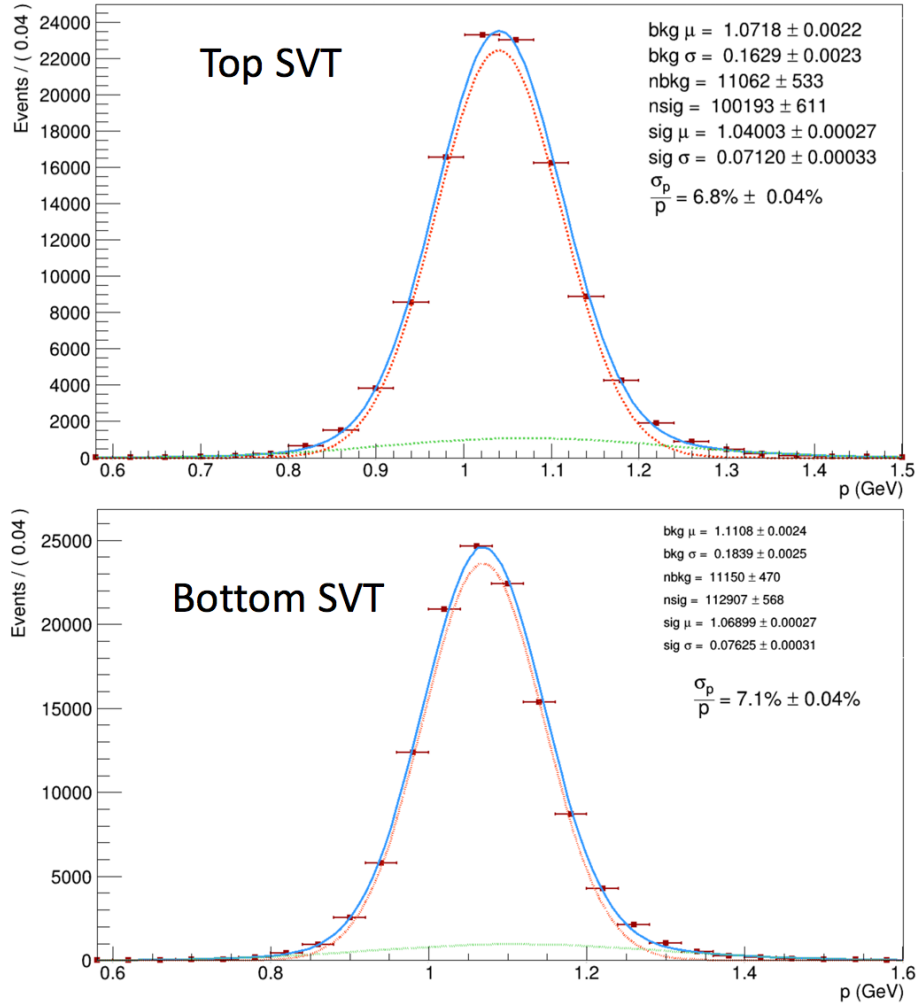 Events / ( 0.04 )
24000
22000
20000
18000
16000
14000
12000
10000
8000
6000
4000
2000
0
Top SVT
bkg μ = 1.0718 ± 0.0022
bkg σ = 0.1629 ± 0.0023
nbkg = 11062 ± 533
nsig = 100193 ± 611
sig μ = 1.04003 ± 0.00027
sig σ = 0.07120 ± 0.00033
σp
p = 6.8% ± 0.04%
0.6 0.7 0.8 0.9 1 1.1 1.2 1.3 1.4 1.5
p (GeV)
Events / ( 0.04 )
25000
20000
15000
10000
5000
0
Bottom SVT
bkg μ = 1.1108 ± 0.0024
bkg σ = 0.1839 ± 0.0025
nbkg = 11150 ± 470
nsig = 112907 ± 568
sig μ = 1.06899 ± 0.00027
sig σ = 0.07625 ± 0.00031
σp
p = 7.1% ± 0.04%
0.6 0.8 1 1.2 1.4 1.6
p (GeV)